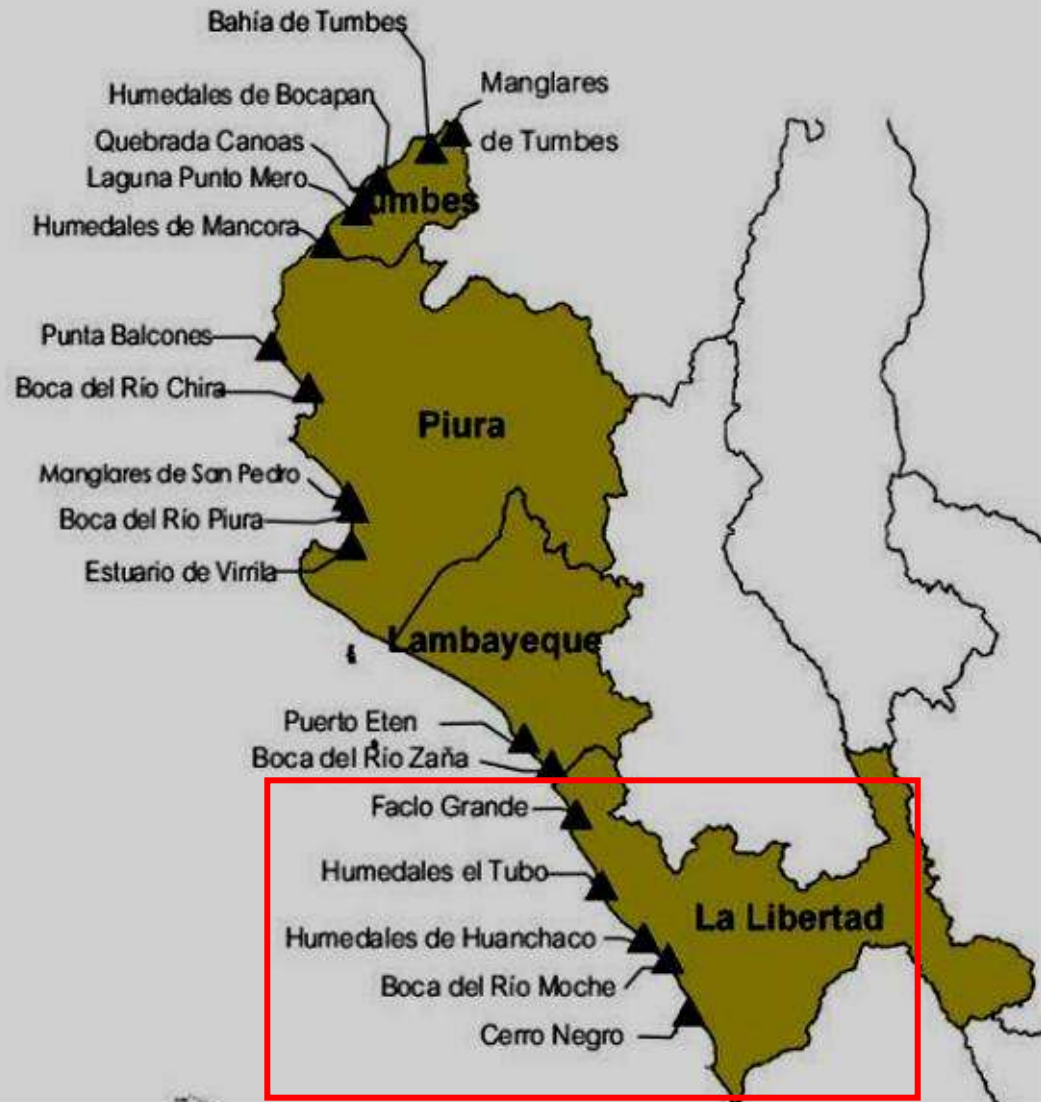 Bahía de Tumbes
Manglares
de Tumbes
Humedales de Bocapan
Quebrada Canoas
Laguna Punto Mero
umbes
Humedales de Mancora
Punta Balcones
Boca del Río Chira
Piura
Manglares de San Pedro
Boca del Río Piura
Estuario de Virrila
Lambayeque
Puerto Eten
Boca del Río Zaña
Faclo Grande
Humedales el Tubo
La Libertad
Humedales de Huanchaco
Boca del Río Moche
Cerro Negro